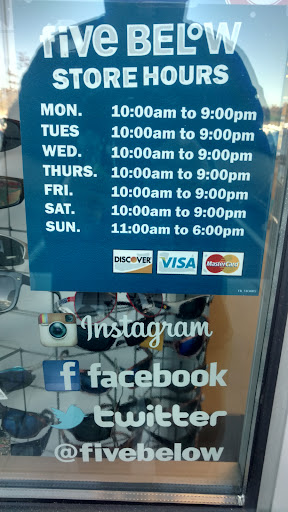 five BELOW
STORE HOURS
MON. 10:00am to 9:00pm
TUES 10:00am to 9:00pm
WED. 10:00am to 9:00pm
THURS. 10:00am to 9:00pm
FRI. 10:00am to 9:00pm
SAT. 10:00am to 9:00pm
SUN. 11:00am to 6:00pm
DISCOVER VISA MasterCard
Instagram
f facebook
twitter
@fivebelow